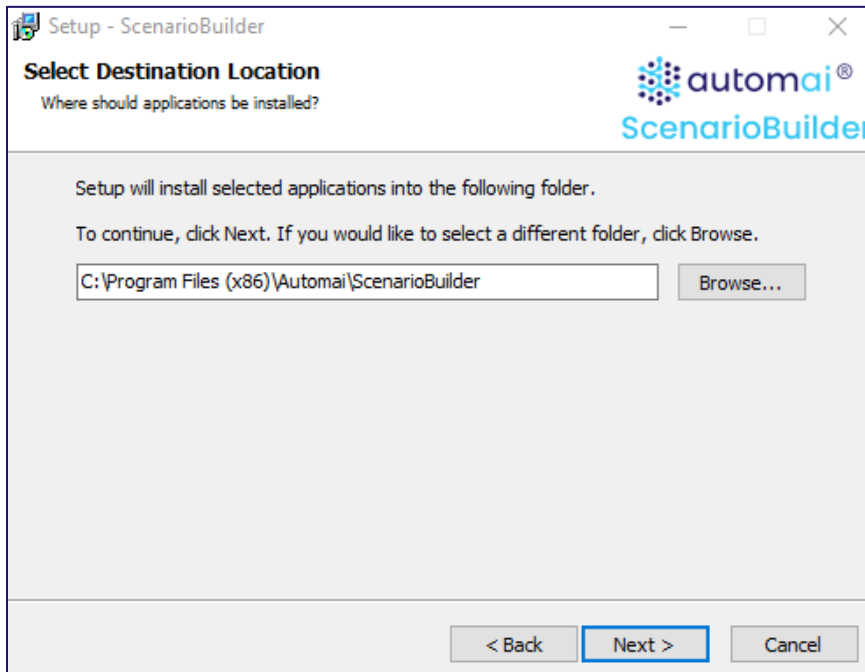 Setup - ScenarioBuilder
Select Destination Location
Where should applications be installed?
automai®
ScenarioBuilder
Setup will install selected applications into the following folder.
To continue, click Next. If you would like to select a different folder, click Browse.
C:\Program Files (x86)\Automai\ScenarioBuilder
Browse...
< Back
Next >
Cancel